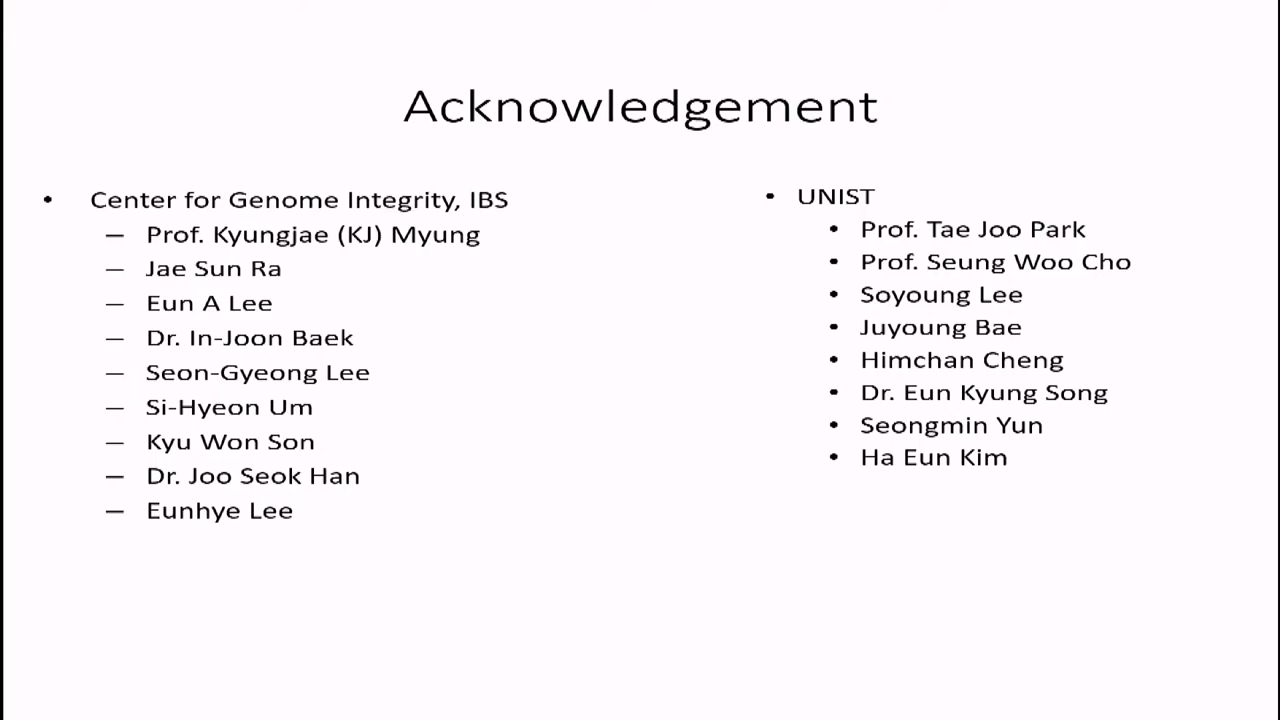 Acknowledgement
• Center for Genome Integrity, IBS
– Prof. Kyungjae (KJ) Myung
– Jae Sun Ra
– Eun A Lee
– Dr. In-Joon Baek
– Seon-Gyeong Lee
– Si-Hyeon Um
– Kyu Won Son
– Dr. Joo Seok Han
– Eunhye Lee
• UNIST
• Prof. Tae Joo Park
• Prof. Seung Woo Cho
• Soyoung Lee
• Juyoung Bae
• Himchan Cheng
• Dr. Eun Kyung Song
• Seongmin Yun
• Ha Eun Kim